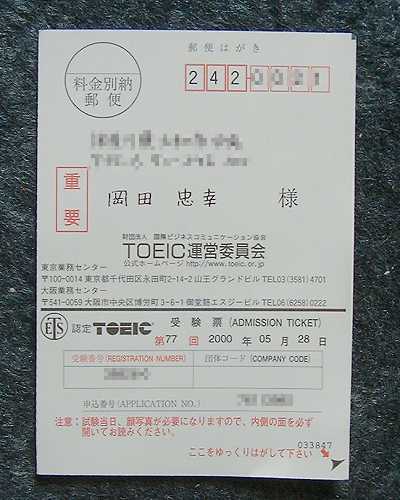 郵便はがき
料金別納
郵便
242
重要
岡田 忠幸 様
財団法人 国際ビジネスコミュニケーション協会
TOEIC運営委員会
公式ホームページ http://www.toeic.or.jp
東京業務センター
〒100-0014 東京都千代田区永田町2-14-2 山王グランドビル TEL03(3581)4701
大阪業務センター
〒541-0059 大阪市中央区博労町3-6-1 御堂筋エスジービル TEL06(6258)0222
ETS 認定 TOEIC® 受験票 (ADMISSION TICKET)
第77回 2000年 05月 28日
受験番号 (REGISTRATION NUMBER) 団体コード (COMPANY CODE)
申込番号 (APPLICATION NO.)
注意：試験当日、顔写真が必要になりますので、内側の面を必ず
開いてお読みください。
033847
ここをゆっくりはがして下さい